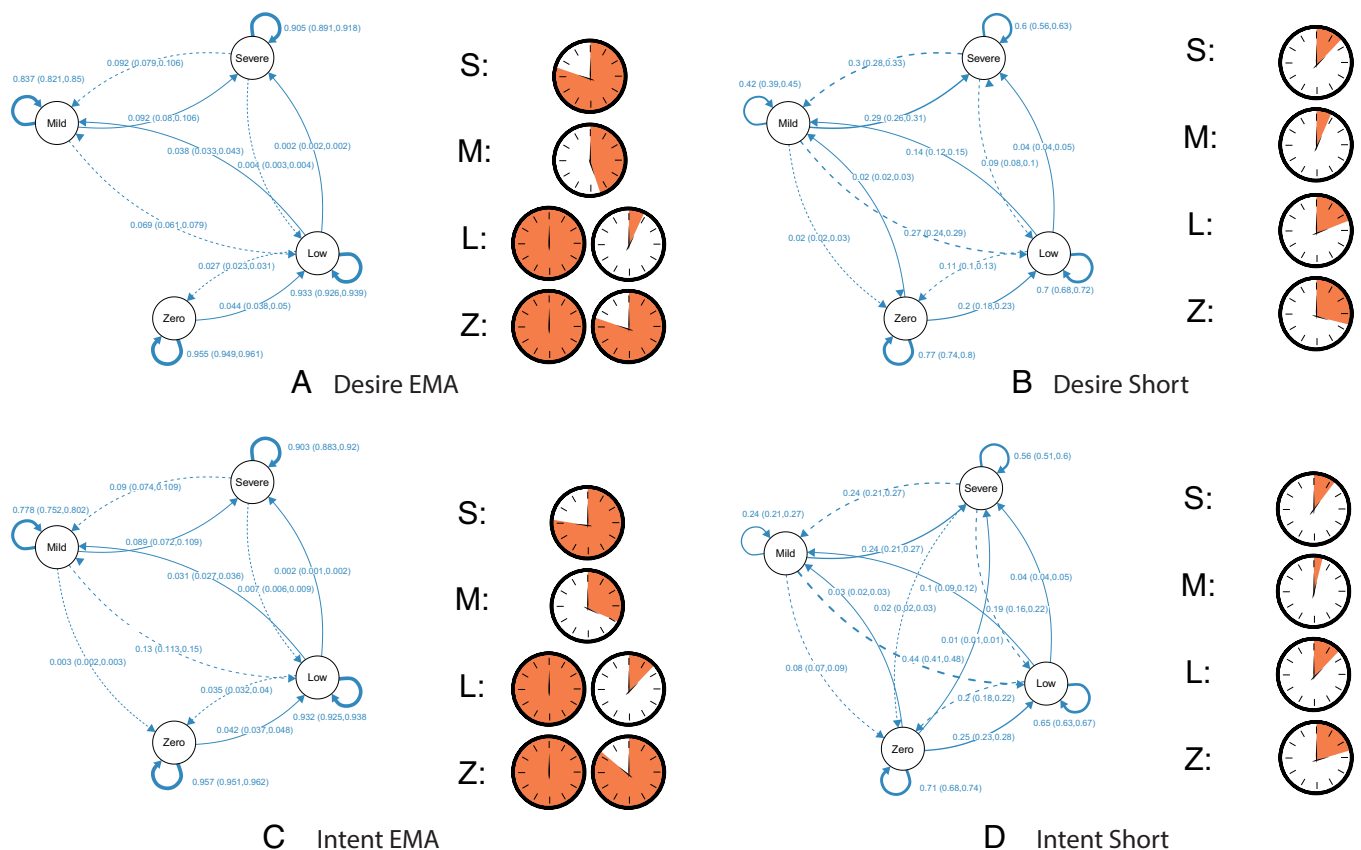 0.905 (0.891,0.918)
Severe
0.092 (0.079,0.106)
0.837 (0.821,0.85)
Mild
0.092 (0.08,0.106)
0.038 (0.033,0.043)
0.002 (0.002,0.002)
0.004 (0.003,0.004)
0.069 (0.061,0.079)
Low
0.027 (0.023,0.031)
0.933 (0.926,0.939)
Zero
0.044 (0.038,0.05)
0.955 (0.949,0.961)
S:
M:
L:
Z:
A Desire EMA
0.6 (0.56,0.63)
Severe
0.3 (0.28,0.33)
0.42 (0.39,0.45)
Mild
0.29 (0.26,0.31)
0.14 (0.12,0.15)
0.04 (0.04,0.05)
0.09 (0.08,0.1)
0.02 (0.02,0.03)
0.02 (0.02,0.03)
0.27 (0.24,0.29)
Low
0.11 (0.1,0.13)
0.7 (0.68,0.72)
Zero
0.2 (0.18,0.23)
0.77 (0.74,0.8)
S:
M:
L:
Z:
B Desire Short
0.903 (0.883,0.92)
Severe
0.09 (0.074,0.109)
0.778 (0.752,0.802)
Mild
0.089 (0.072,0.109)
0.031 (0.027,0.036)
0.002 (0.001,0.002)
0.007 (0.006,0.009)
0.003 (0.002,0.003)
0.13 (0.113,0.15)
Low
0.035 (0.032,0.04)
0.932 (0.925,0.938
Zero
0.042 (0.037,0.048)
0.957 (0.951,0.962)
S:
M:
L:
Z:
C Intent EMA
0.56 (0.51,0.6)
Severe
0.24 (0.21,0.27)
0.24 (0.21,0.27)
Mild
0.24 (0.21,0.27)
0.04 (0.04,0.05)
0.03 (0.02,0.03)
0.1 (0.09,0.12)
0.02 (0.02,0.03)
0.19 (0.16,0.22)
0.01 (0.01,0.01)
0.44 (0.41,0.48)
0.08 (0.07,0.09)
Low
0.2 (0.18,0.22)
0.65 (0.63,0.67)
Zero
0.25 (0.23,0.28)
0.71 (0.68,0.74)
S:
M:
L:
Z:
D Intent Short